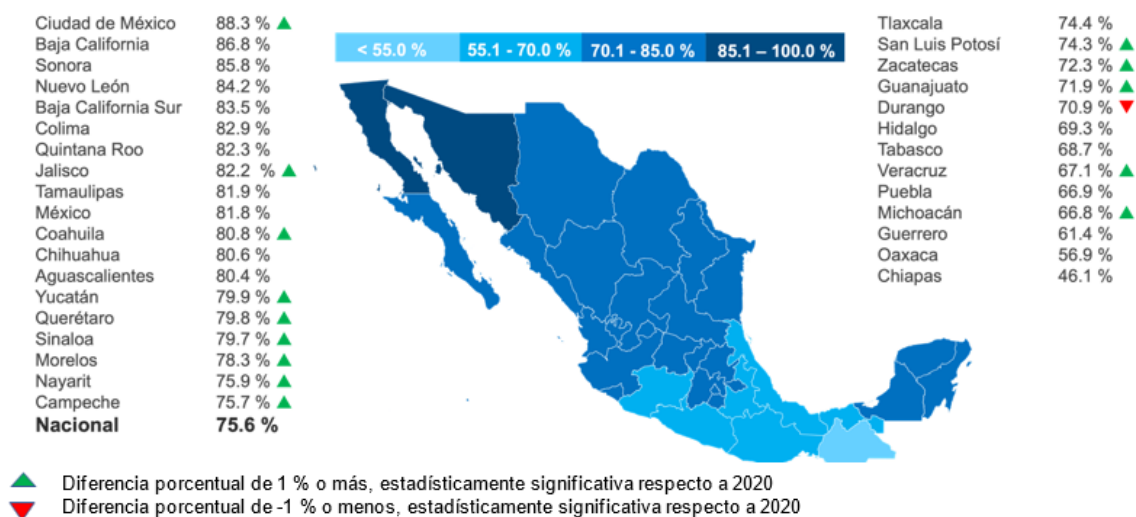 Ciudad de México 88.3 %
Baja California 86.8 %
Sonora 85.8 %
Nuevo León 84.2 %
Baja California Sur 83.5 %
Colima 82.9 %
Quintana Roo 82.3 %
Jalisco 82.2 %
Tamaulipas 81.9 %
México 81.8 %
Coahuila 80.8 %
Chihuahua 80.6 %
Aguascalientes 80.4 %
Yucatán 79.9 %
Querétaro 79.8 %
Sinaloa 79.7 %
Morelos 78.3 %
Nayarit 75.9 %
Campeche 75.7 %
Nacional 75.6 %
< 55.0 % 55.1 - 70.0 % 70.1 - 85.0 % 85.1 – 100.0 %
Tlaxcala 74.4 %
San Luis Potosí 74.3 %
Zacatecas 72.3 %
Guanajuato 71.9 %
Durango 70.9 %
Hidalgo 69.3 %
Tabasco 68.7 %
Veracruz 67.1 %
Puebla 66.9 %
Michoacán 66.8 %
Guerrero 61.4 %
Oaxaca 56.9 %
Chiapas 46.1 %
Diferencia porcentual de 1 % o más, estadísticamente significativa respecto a 2020
Diferencia porcentual de -1 % o menos, estadísticamente significativa respecto a 2020